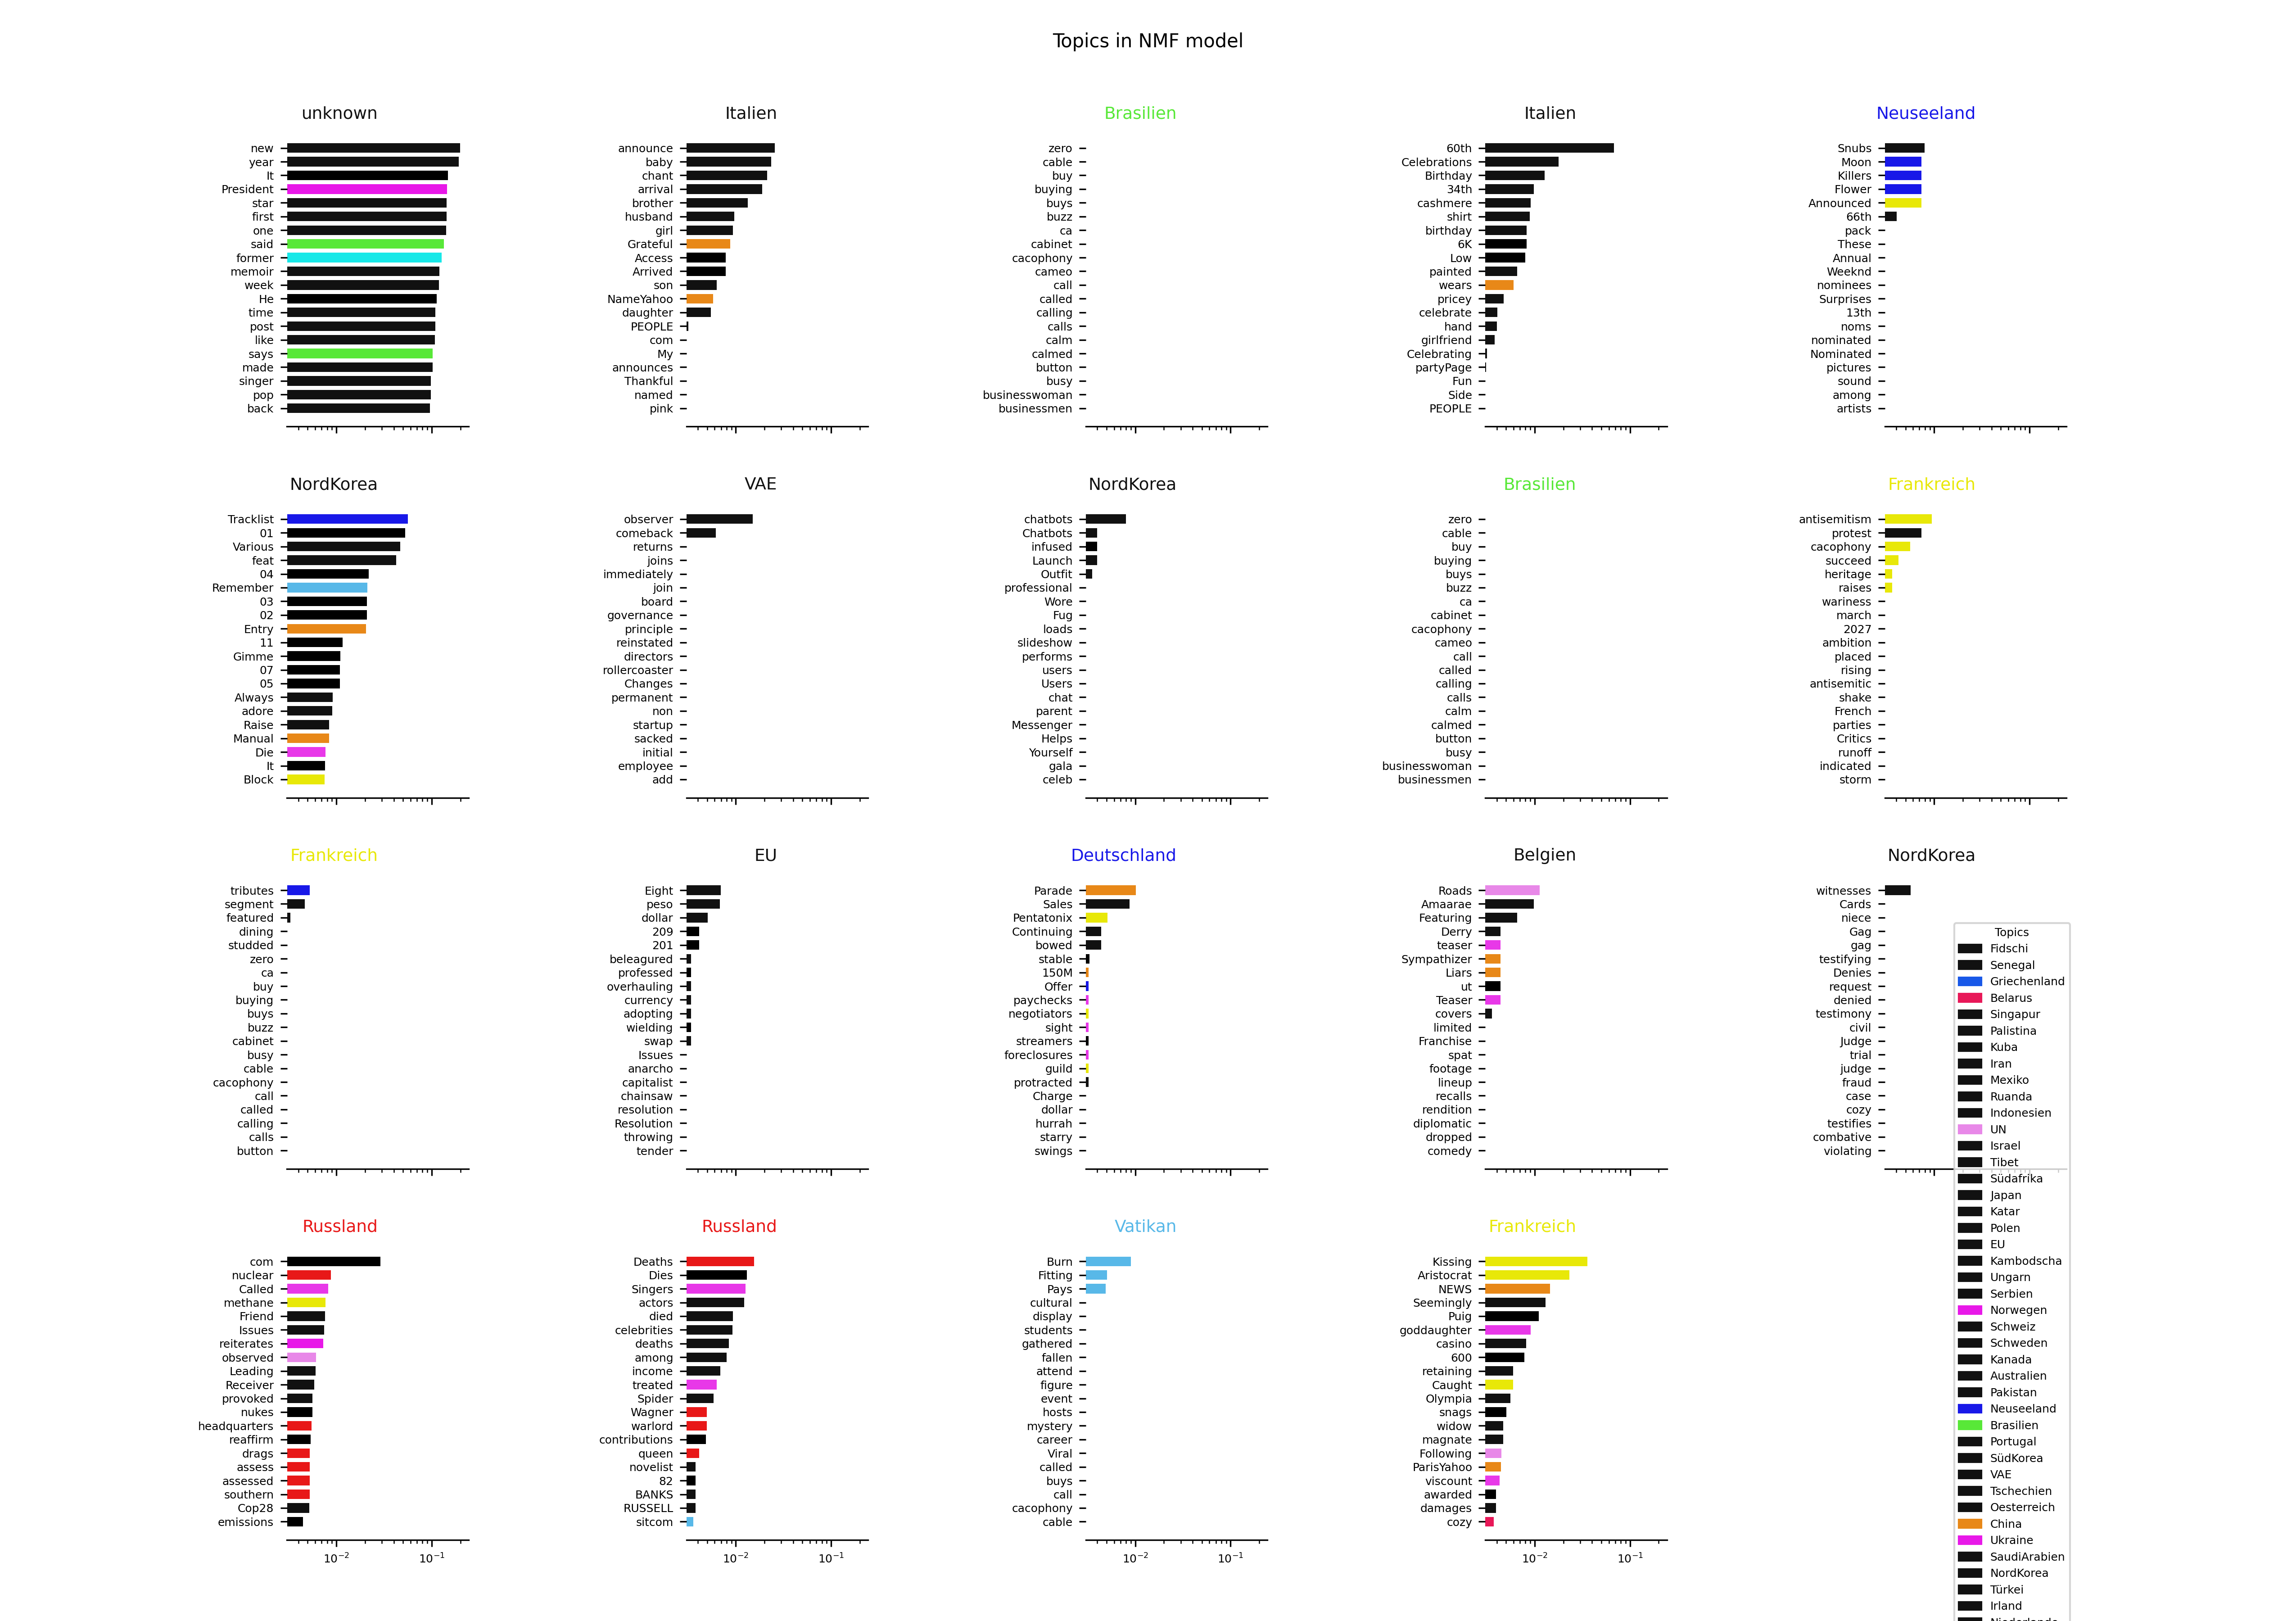 Topics in NMF model
unknown
new
year
It
President
star
first
one
said
former
memoir
week
He
time
post
like
says
made
singer
pop
back
Italien
announce
baby
chant
arrival
brother
husband
girl
Grateful
Access
Arrived
son
NameYahoo
daughter
PEOPLE
com
My
announces
Thankful
named
pink
Brasilien
zero
cable
buy
buying
buys
buzz
ca
cabinet
cacophony
cameo
call
called
calling
calls
calm
calmed
button
busy
businesswoman
businessmen
Italien
60th
Celebrations
Birthday
34th
cashmere
shirt
birthday
6K
Low
painted
wears
pricey
celebrate
hand
girlfriend
Celebrating
partyPage
Fun
Side
PEOPLE
Neuseeland
Snubs
Moon
Killers
Flower
Announced
66th
pack
These
Annual
Weeknd
nominees
Surprises
13th
noms
nominated
Nominated
pictures
sound
among
artists
NordKorea
Tracklist
01
Various
feat
04
Remember
03
02
Entry
11
Gimme
07
05
Always
adore
Raise
Manual
Die
It
Block
VAE
observer
comeback
returns
joins
immediately
join
board
governance
principle
reinstated
directors
rollercoaster
Changes
permanent
non
startup
sacked
initial
employee
add
NordKorea
chatbots
Chatbots
infused
Launch
Outfit
professional
Wore
Fug
loads
slideshow
performs
users
Users
chat
parent
Messenger
Helps
Yourself
gala
celeb
Brasilien
zero
cable
buy
buying
buys
buzz
ca
cabinet
cacophony
cameo
call
called
calling
calls
calm
calmed
button
busy
businesswoman
businessmen
Frankreich
antisemitism
protest
cacophony
succeed
heritage
raises
wariness
march
2027
ambition
placed
rising
antisemitic
shake
French
parties
Critics
runoff
indicated
storm
Frankreich
tributes
segment
featured
dining
studded
zero
ca
buy
buying
buys
buzz
cabinet
busy
cable
cacophony
call
called
calling
calls
button
EU
Eight
peso
dollar
209
201
beleagured
professed
overhauling
currency
adopting
wielding
swap
Issues
anarcho
capitalist
chainsaw
resolution
Resolution
throwing
tender
Deutschland
Parade
Sales
Pentatonix
Continuing
bowed
stable
150M
Offer
paychecks
negotiators
sight
streamers
foreclosures
guild
protracted
Charge
dollar
hurrah
starry
swings
Belgien
Roads
Amaarae
Featuring
Derry
teaser
Sympathizer
Liars
ut
Teaser
covers
limited
Franchise
spat
footage
lineup
recalls
rendition
diplomatic
dropped
comedy
NordKorea
witnesses
Cards
niece
Gag
gag
testifying
Denies
request
denied
testimony
civil
Judge
trial
judge
fraud
case
cozy
testifies
combative
violating
Russland
com
nuclear
Called
methane
Friend
Issues
reiterates
observed
Leading
Receiver
provoked
nukes
headquarters
reaffirm
drags
assess
assessed
southern
Cop28
emissions
10⁻² 10⁻¹
Russland
Deaths
Dies
Singers
actors
died
celebrities
deaths
among
income
treated
Spider
Wagner
warlord
contributions
queen
novelist
82
BANKS
RUSSELL
sitcom
10⁻² 10⁻¹
Vatikan
Burn
Fitting
Pays
cultural
display
students
gathered
fallen
attend
figure
event
hosts
mystery
career
Viral
called
buys
call
cacophony
cable
10⁻² 10⁻¹
Frankreich
Kissing
Aristocrat
NEWS
Seemingly
Puig
goddaughter
casino
600
retaining
Caught
Olympia
snags
widow
magnate
Following
ParisYahoo
viscount
awarded
damages
cozy
10⁻² 10⁻¹
Topics
Fidschi
Senegal
Griechenland
Belarus
Singapur
Palistina
Kuba
Iran
Mexiko
Ruanda
Indonesien
UN
Israel
Tibet
Südafrika
Japan
Katar
Polen
EU
Kambodscha
Ungarn
Serbien
Norwegen
Schweiz
Schweden
Kanada
Australien
Pakistan
Neuseeland
Brasilien
Portugal
SüdKorea
VAE
Tschechien
Oesterreich
China
Ukraine
SaudiArabien
NordKorea
Türkei
Irland